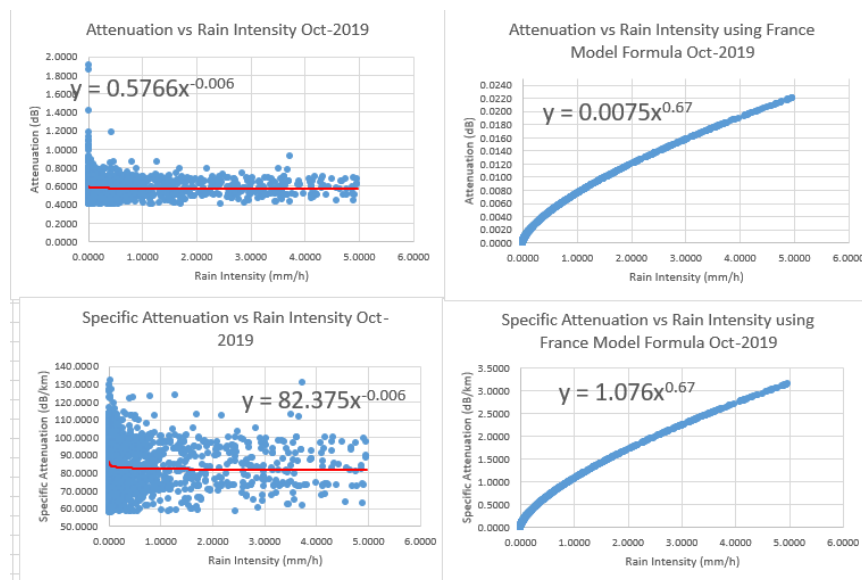 Attenuation vs Rain Intensity Oct-2019
2.0000
1.8000
1.6000
1.4000
1.2000
1.0000
0.8000
0.6000
0.4000
0.2000
0.0000
y = 0.5766x^-0.006
Attenuation (dB)
0.0000 1.0000 2.0000 3.0000 4.0000 5.0000 6.0000
Rain Intensity (mm/h)
Attenuation vs Rain Intensity using France
Model Formula Oct-2019
0.0240
0.0220
0.0200
0.0180
0.0160
0.0140
0.0120
0.0100
0.0080
0.0060
0.0040
0.0020
0.0000
y = 0.0075x^0.67
Attenuation (dB)
0.0000 1.0000 2.0000 3.0000 4.0000 5.0000 6.0000
Rain Intensity (mm/h)
Specific Attenuation vs Rain Intensity Oct-
2019
140.0000
130.0000
120.0000
110.0000
100.0000
90.0000
80.0000
70.0000
60.0000
50.0000
y = 82.375x^-0.006
Specific Attenuation (dB/km)
0.0000 1.0000 2.0000 3.0000 4.0000 5.0000 6.0000
Rain Intensity (mm/h)
Specific Attenuation vs Rain Intensity using
France Model Formula Oct-2019
3.5000
3.0000
2.5000
2.0000
1.5000
1.0000
0.5000
0.0000
y = 1.076x^0.67
Specific Attenuation (dB/km)
0.0000 1.0000 2.0000 3.0000 4.0000 5.0000 6.0000
Rain Intensity (mm/h)